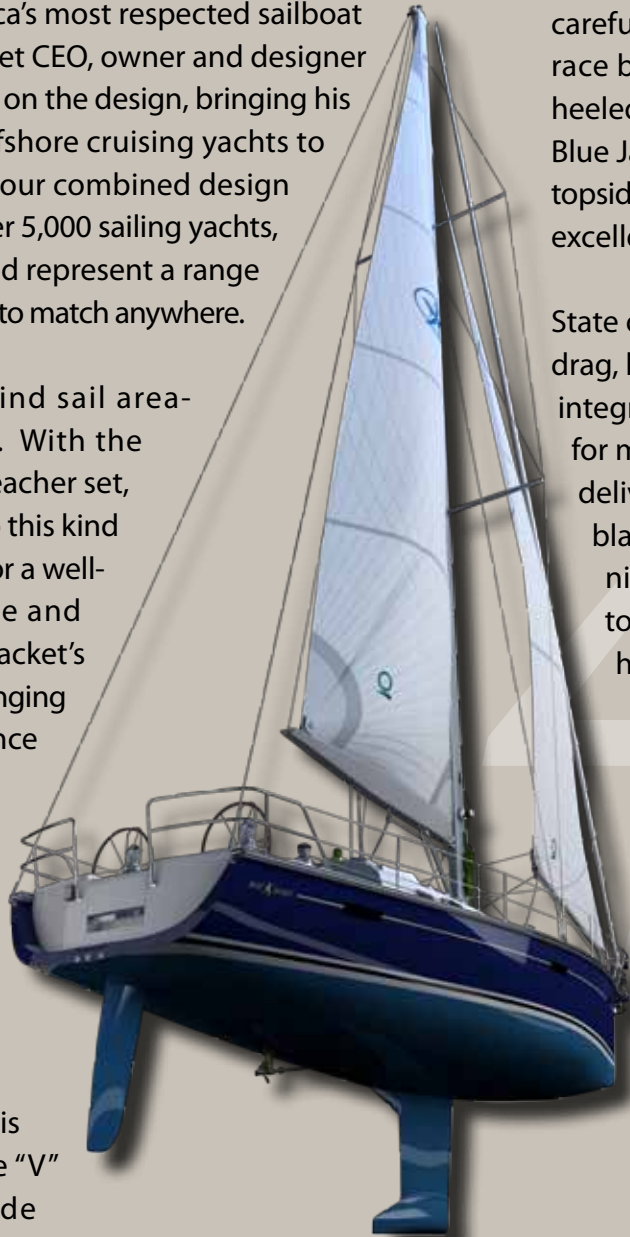 ca's most respected sailboat
et CEO, owner and designer
on the design, bringing his
fshore cruising yachts to
our combined design
er 5,000 sailing yachts,
d represent a range
to match anywhere.
ind sail area-
. With the
eacher set,
this kind
or a well-
e and
acket's
nging
nce
is
e "V"
de
careful
race b
heeled
Blue Ja
topsid
excelle
State o
drag, l
integr
for m
deliv
bla
ni
to
h